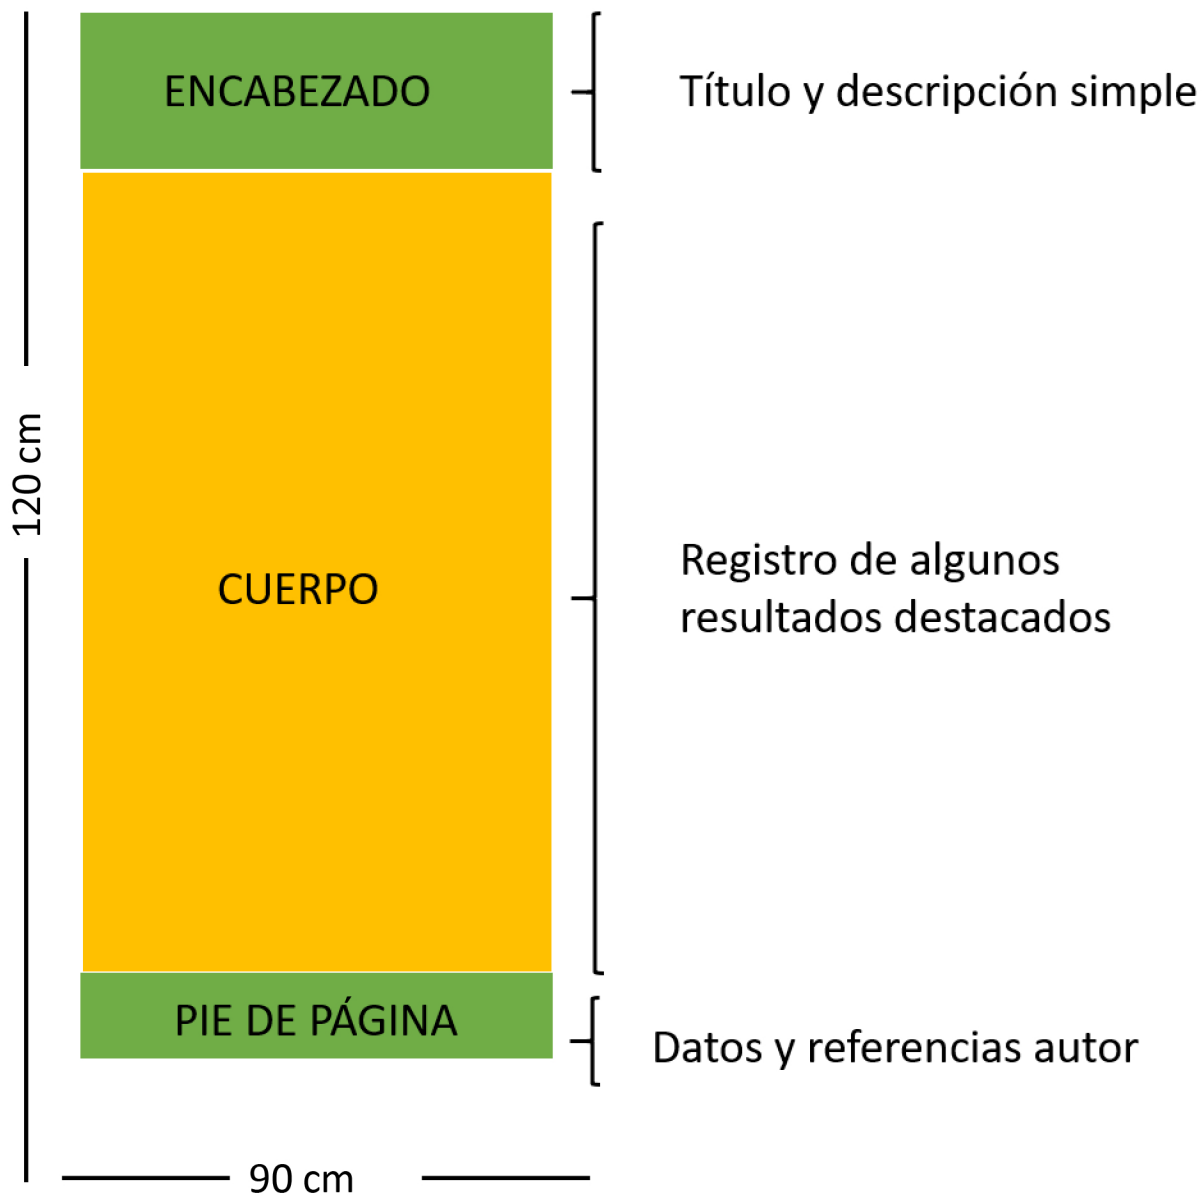 ENCABEZADO
Título y descripción simple
120 cm
CUERPO
Registro de algunos
resultados destacados
PIE DE PÁGINA
Datos y referencias autor
90 cm